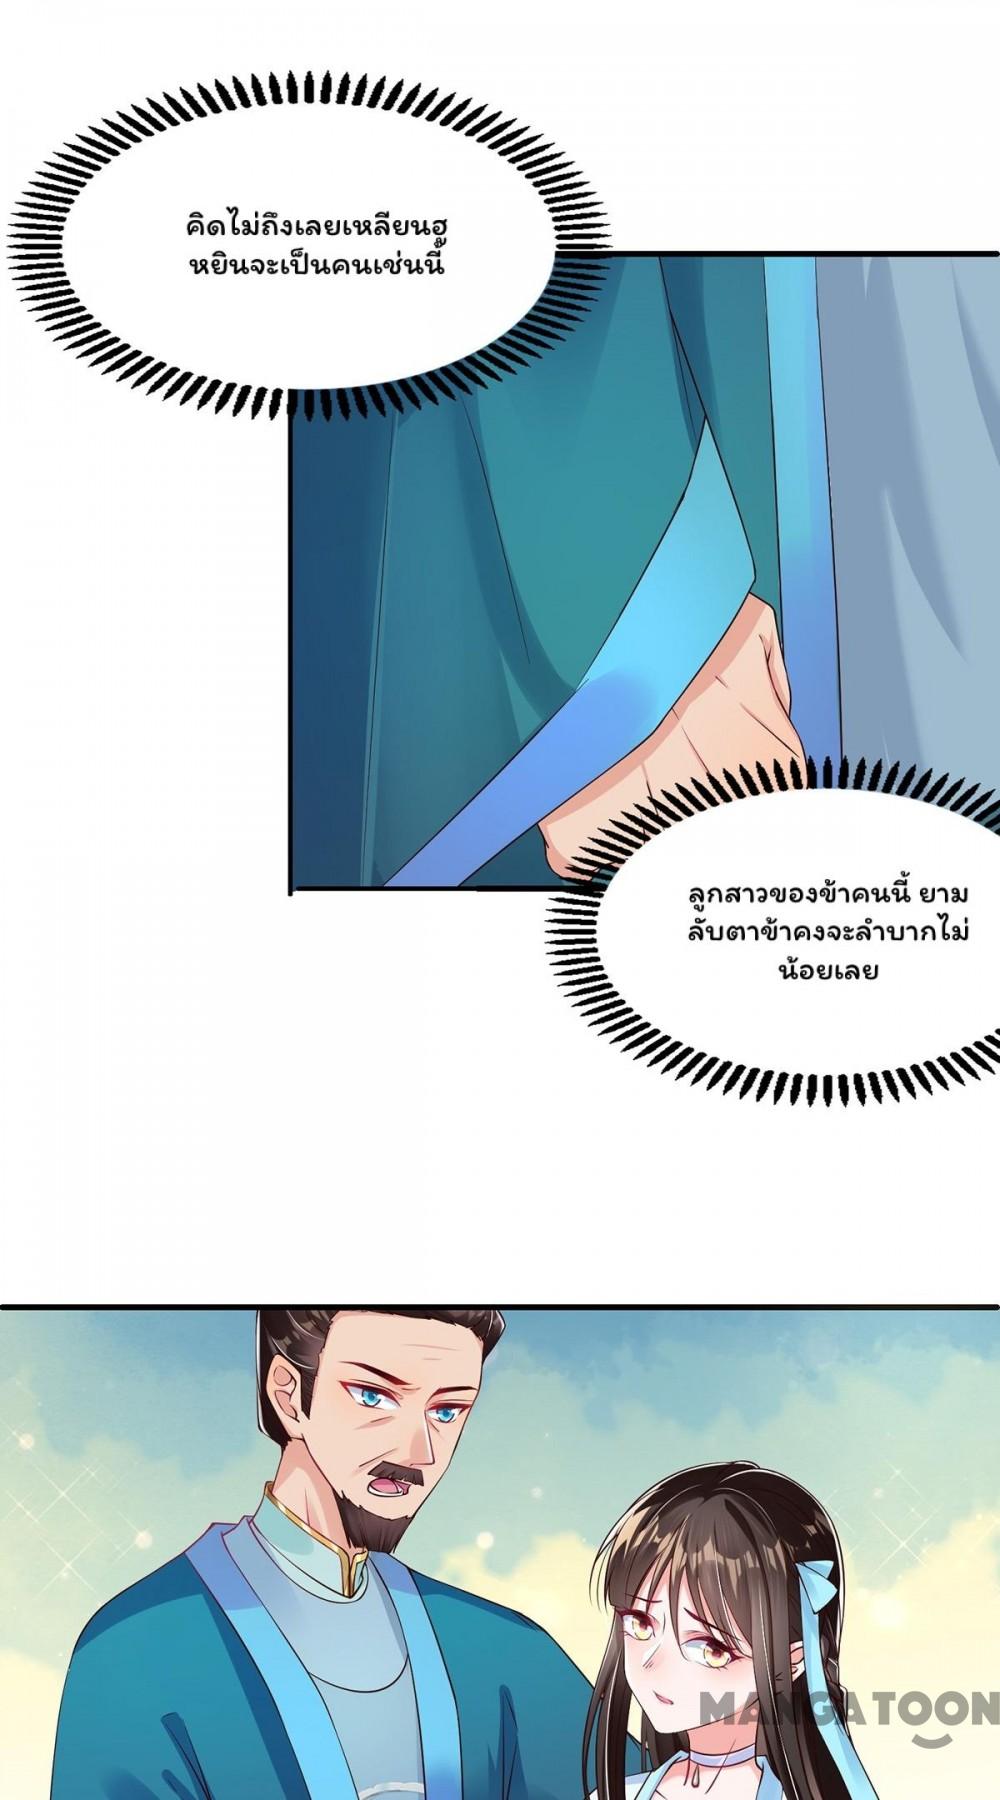 คิดไม่ถึงเลยเหลียนฮู
หยินจะเป็นคนเช่นนี้
ลูกสาวของข้าคนนี้ ยาม
ลับตาข้าคงจะลำบากไม่
น้อยเลย
MANGATOON